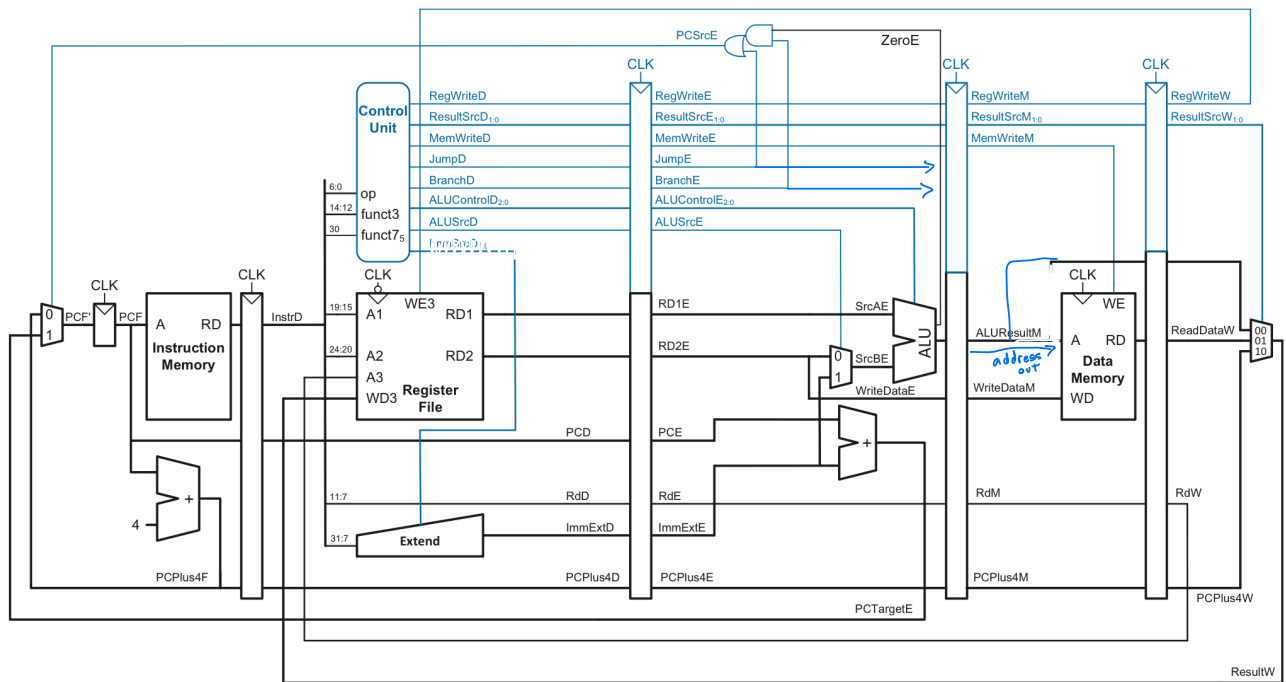 PCSrcE
ZeroE
CLK
CLK
CLK
Control
Unit
RegWriteD
RegWriteE
RegWriteM
RegWriteW
ResultSrcD1:0
ResultSrcE1:0
ResultSrcM1:0
ResultSrcW1:0
MemWriteD
MemWriteE
MemWriteM
JumpD
JumpE
BranchD
BranchE
ALUControlD2:0
ALUControlE2:0
ALUSrcD
ALUSrcE
ImmSrcD1:0
6:0
op
14:12
funct3
30
funct75
CLK
CLK
CLK
CLK
0
1
PCF'
PCF
A
RD
Instruction
Memory
InstrD
19:15
A1
WE3
RD1
RD1E
SrcAE
24:20
A2
RD2
RD2E
0
1
SrcBE
ALU
A3
WD3
Register
File
WriteDataE
ALUResultM
address
out
WriteDataM
A
RD
WE
Data
Memory
WD
ReadDataW
00
01
10
PCD
PCE
+
+
4
11:7
RdD
RdE
RdM
RdW
31:7
Extend
ImmExtD
ImmExtE
PCPlus4F
PCPlus4D
PCPlus4E
PCPlus4M
PCPlus4W
PCTargetE
ResultW